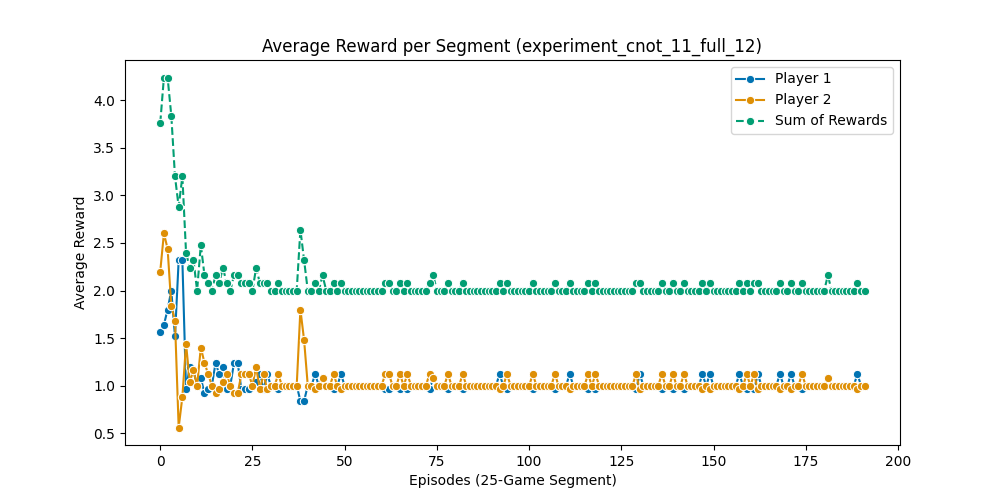 Average Reward per Segment (experiment_cnot_11_full_12)
Player 1
Player 2
Sum of Rewards
Average Reward
4.0
3.5
3.0
2.5
2.0
1.5
1.0
0.5
0
25
50
75
100
125
150
175
200
Episodes (25-Game Segment)